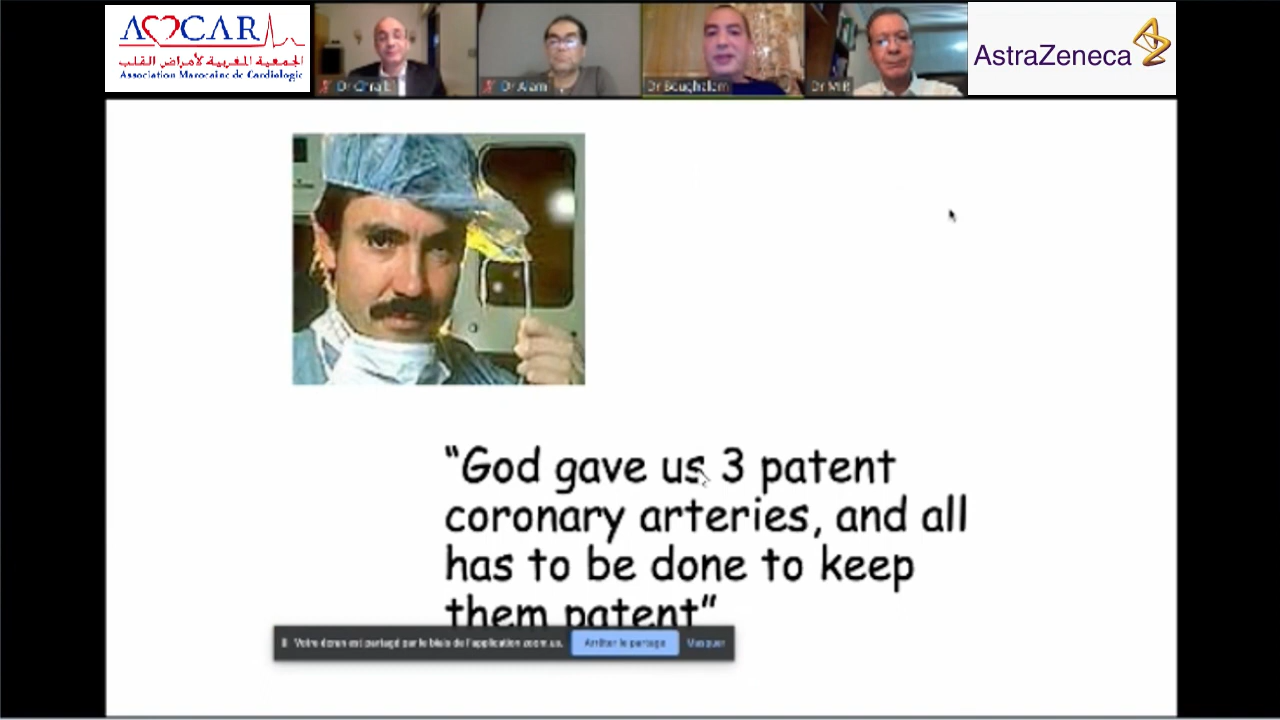 AMCAR
الجمعية المغربية لأمراض القلب
Association Marocaine de Cardiologie
Dr Alami
Dr Boughalem
Dr MIR
AstraZeneca
“God gave us 3 patent
coronary arteries, and all
has to be done to keep
them patent”
Votre écran est partagé par le biais de l'application zoom.us.
Arrêter le partage
Masquer